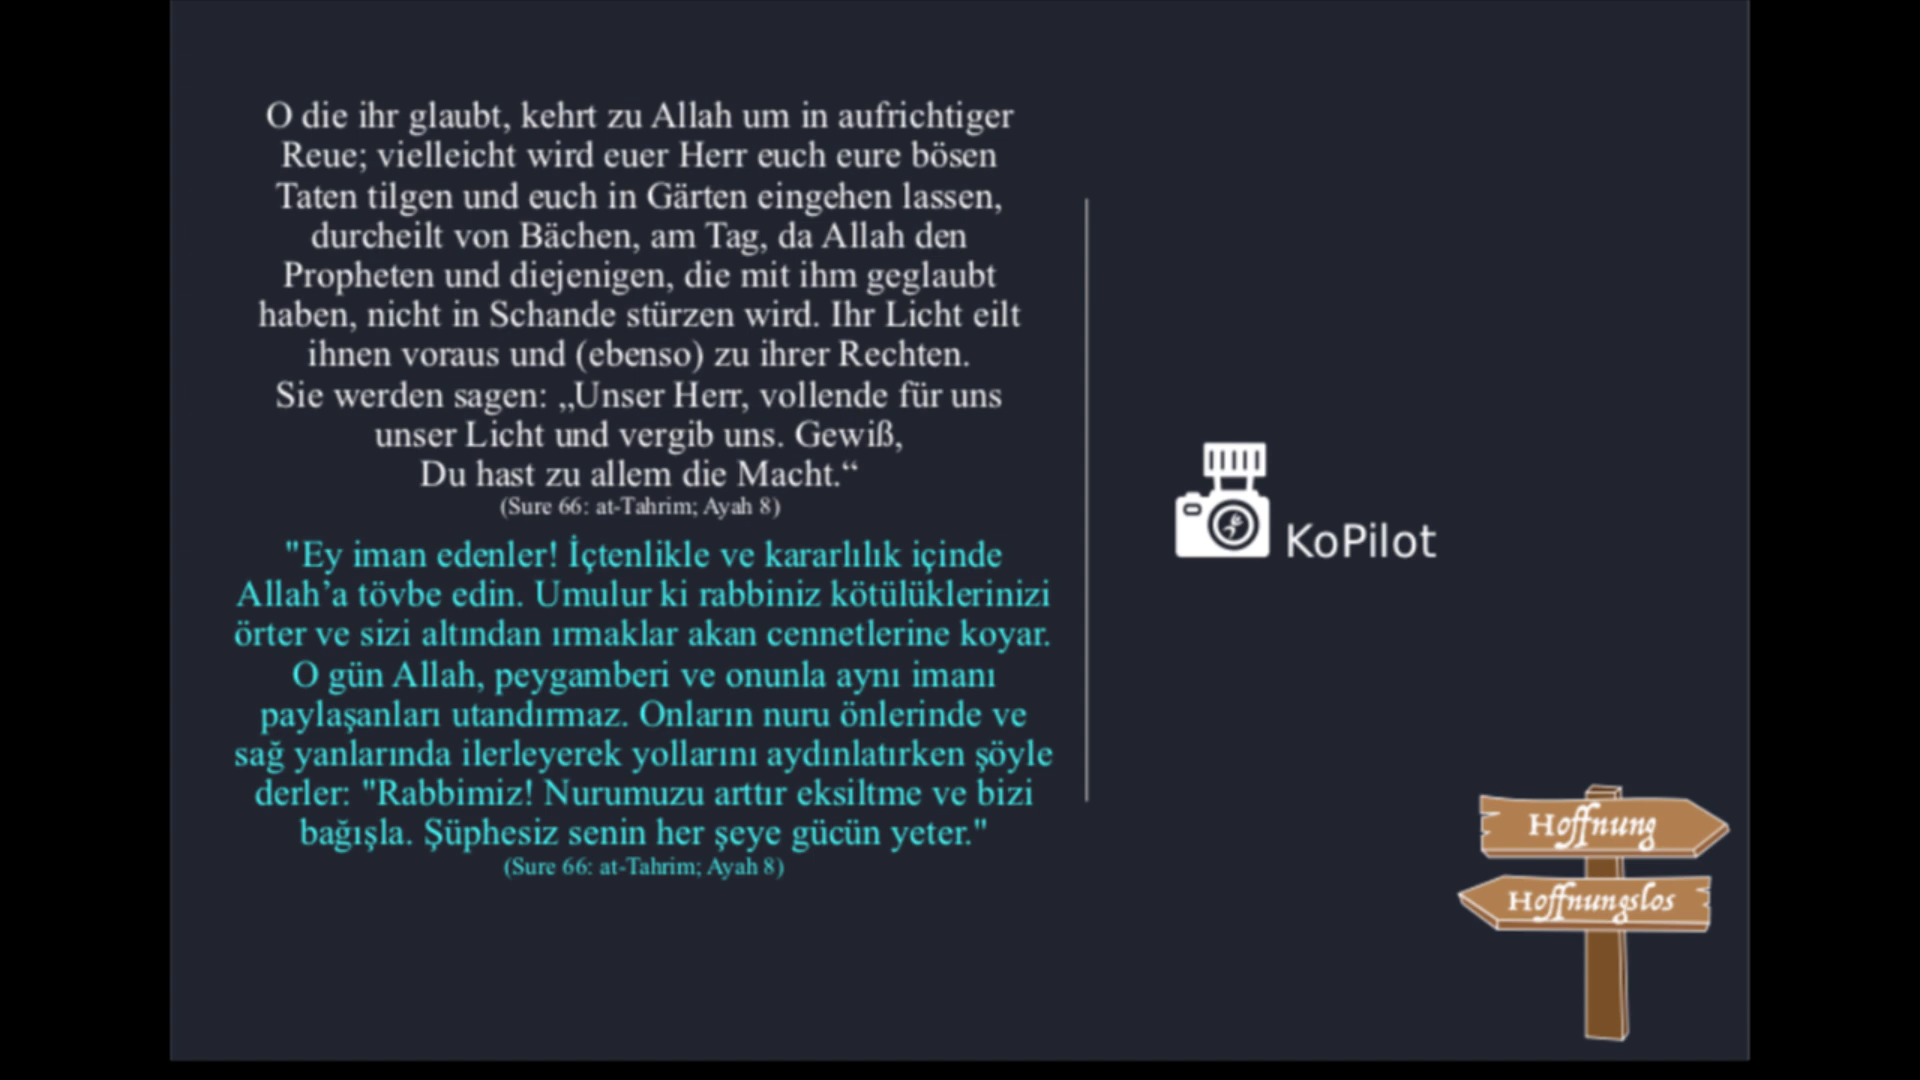 O die ihr glaubt, kehrt zu Allah um in aufrichtiger
Reue; vielleicht wird euer Herr euch eure bösen
Taten tilgen und euch in Gärten eingehen lassen,
durcheilt von Bächen, am Tag, da Allah den
Propheten und diejenigen, die mit ihm geglaubt
haben, nicht in Schande stürzen wird. Ihr Licht eilt
ihnen voraus und (ebenso) zu ihrer Rechten.
Sie werden sagen: „Unser Herr, vollende für uns
unser Licht und vergib uns. Gewiß,
Du hast zu allem die Macht.“
(Sure 66: at-Tahrim; Ayah 8)
"Ey iman edenler! İçtenlikle ve kararlılık içinde
Allah’a tövbe edin. Umulur ki rabbiniz kötülüklerinizi
örter ve sizi altından ırmaklar akan cennetlerine koyar.
O gün Allah, peygamberi ve onunla aynı imanı
paylaşanları utandırmaz. Onların nuru önlerinde ve
sağ yanlarında ilerleyerek yollarını aydınlatırken şöyle
derler: "Rabbimiz! Nurumuzu arttır eksiltme ve bizi
bağışla. Şüphesiz senin her şeye gücün yeter."
(Sure 66: at-Tahrim; Ayah 8)
KoPilot
Hoffnung
Hoffnungslos